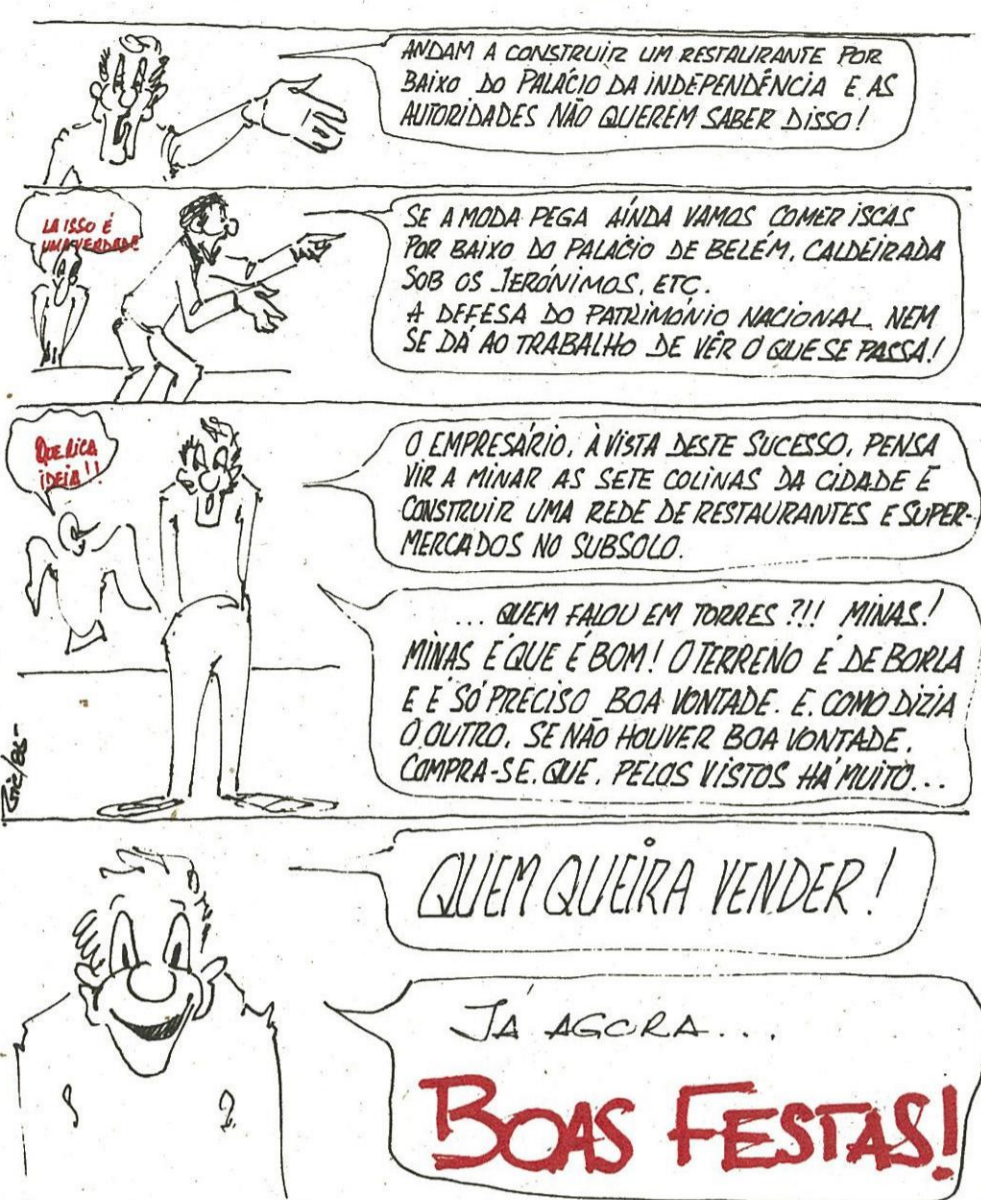 ANDAM A CONSTRUIR UM RESTAURANTE POR
BAIXO DO PALÁCIO DA INDEPENDÊNCIA E AS
AUTORIDADES NÃO QUEREM SABER DISSO!
LA ISSO É
UMA VERDADE
SE A MODA PEGA AÍNDA VAMOS COMER ISCAS
POR BAIXO DO PALÁCIO DE BELÉM, CALDEIRADA
SOB OS JERÓNIMOS, ETC.
A DEFESA DO PATRIMÓNIO NACIONAL NEM
SE DÁ AO TRABALHO DE VÊR O QUE SE PASSA!
QUE RICA
IDEIA!!
O EMPRESÁRIO, À VISTA DESTE SUCESSO, PENSA
VIR A MINAR AS SETE COLINAS DA CIDADE E
CONSTRUIR UMA REDE DE RESTAURANTES E SUPER-
MERCADOS NO SUBSOLO.
... QUEM FALOU EM TORRES?!! MINAS!
MINAS É QUE É BOM! O TERRENO É DE BORLA
E É SÓ PRECISO BOA VONTADE. E, COMO DIZIA
O OUTRO, SE NÃO HOUVER BOA VONTADE,
COMPRA-SE. QUE, PELOS VISTOS HÁ MUITO...
/85-
QUEM QUEIRA VENDER!
JÁ AGORA...
BOAS FESTAS!